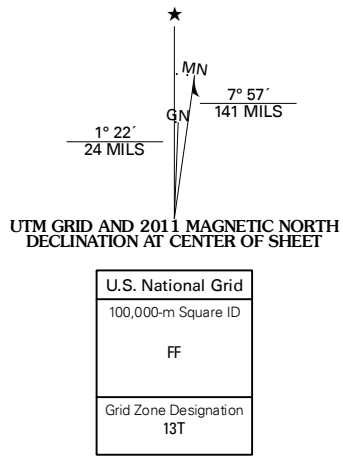 ★
MN
GN
7° 57´
141 MILS
1° 22´
24 MILS
UTM GRID AND 2011 MAGNETIC NORTH
DECLINATION AT CENTER OF SHEET
U.S. National Grid
100,000-m Square ID
FF
Grid Zone Designation
13T